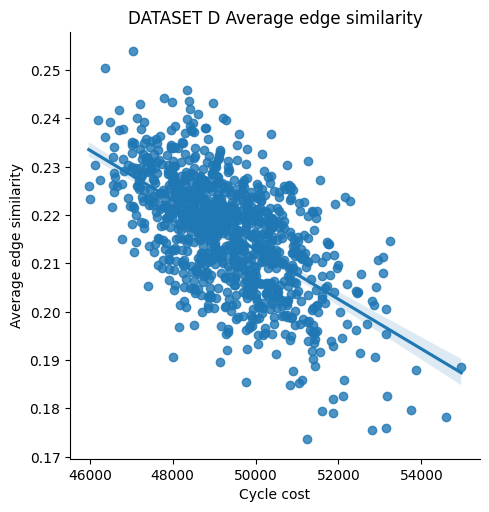 DATASET D Average edge similarity
0.25
0.24
0.23
0.22
0.21
0.20
0.19
0.18
0.17
Average edge similarity
46000 48000 50000 52000 54000
Cycle cost